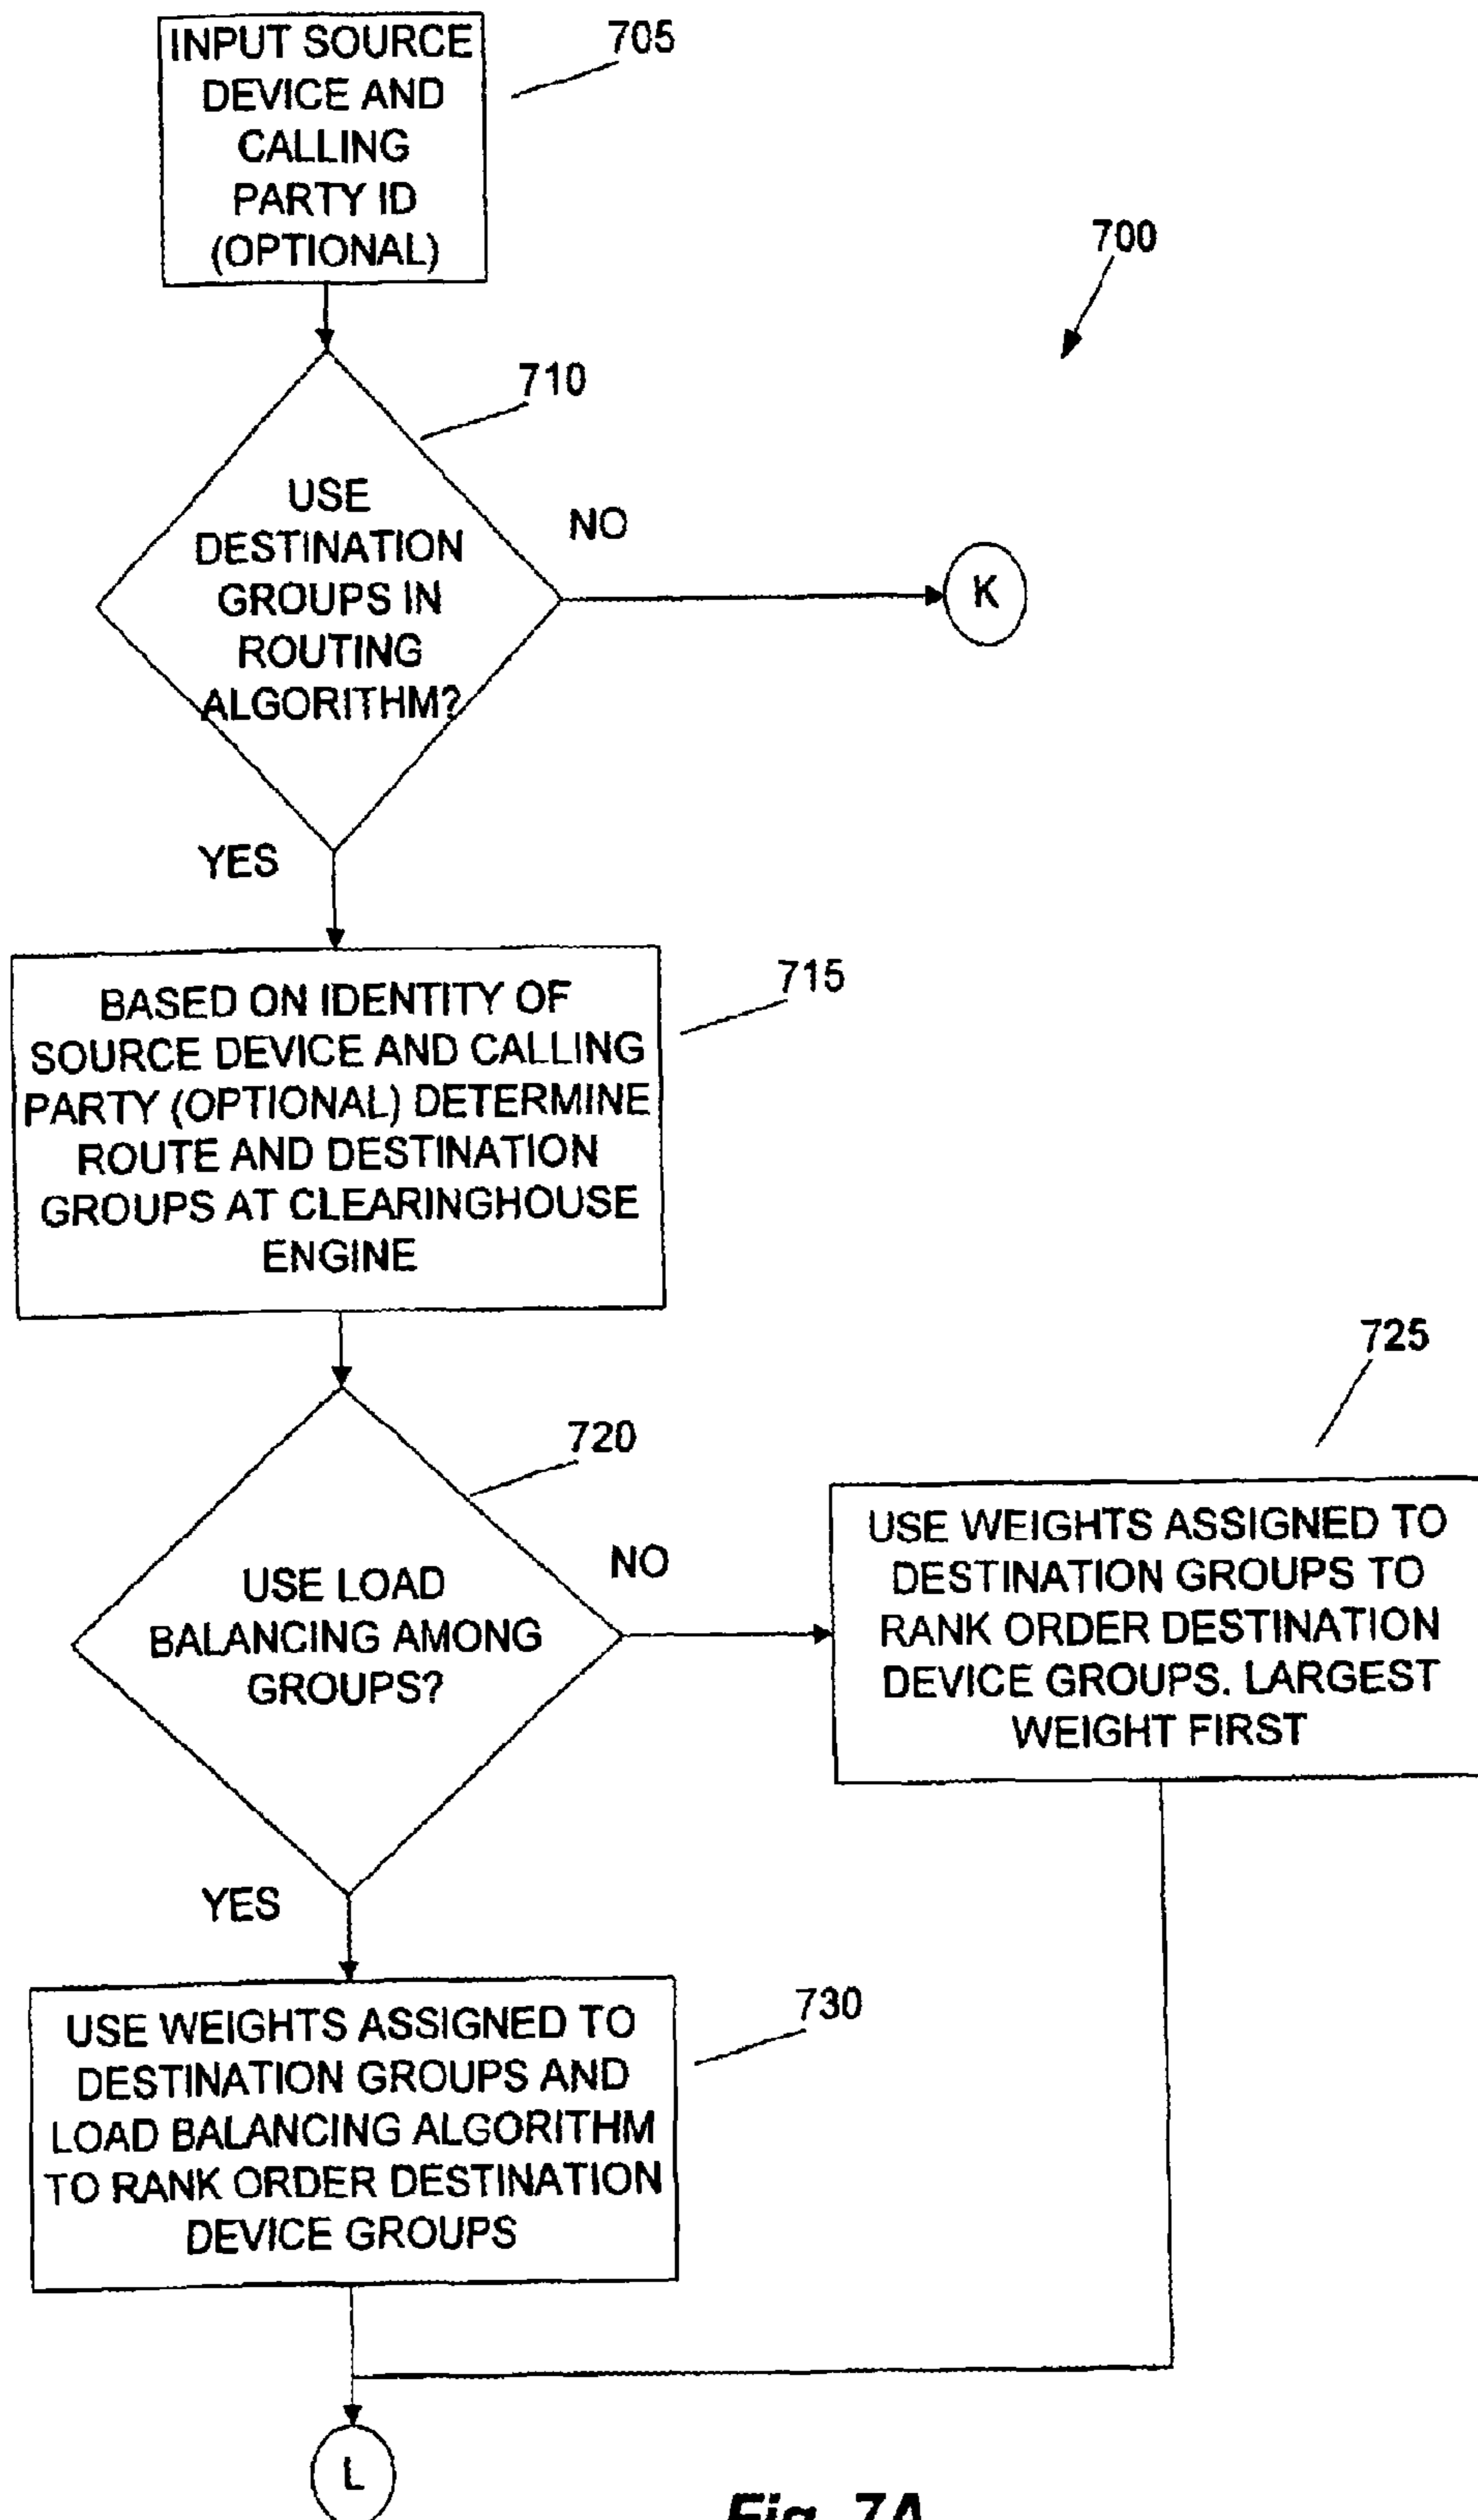 INPUT SOURCE
DEVICE AND
CALLING
PARTY ID
(OPTIONAL)
705
700
710
USE
DESTINATION
GROUPS IN
ROUTING
ALGORITHM?
NO
K
YES
715
BASED ON IDENTITY OF
SOURCE DEVICE AND CALLING
PARTY (OPTIONAL) DETERMINE
ROUTE AND DESTINATION
GROUPS AT CLEARINGHOUSE
ENGINE
725
720
USE LOAD
BALANCING AMONG
GROUPS?
NO
USE WEIGHTS ASSIGNED TO
DESTINATION GROUPS TO
RANK ORDER DESTINATION
DEVICE GROUPS. LARGEST
WEIGHT FIRST
YES
730
USE WEIGHTS ASSIGNED TO
DESTINATION GROUPS AND
LOAD BALANCING ALGORITHM
TO RANK ORDER DESTINATION
DEVICE GROUPS
L
Fig. 7A